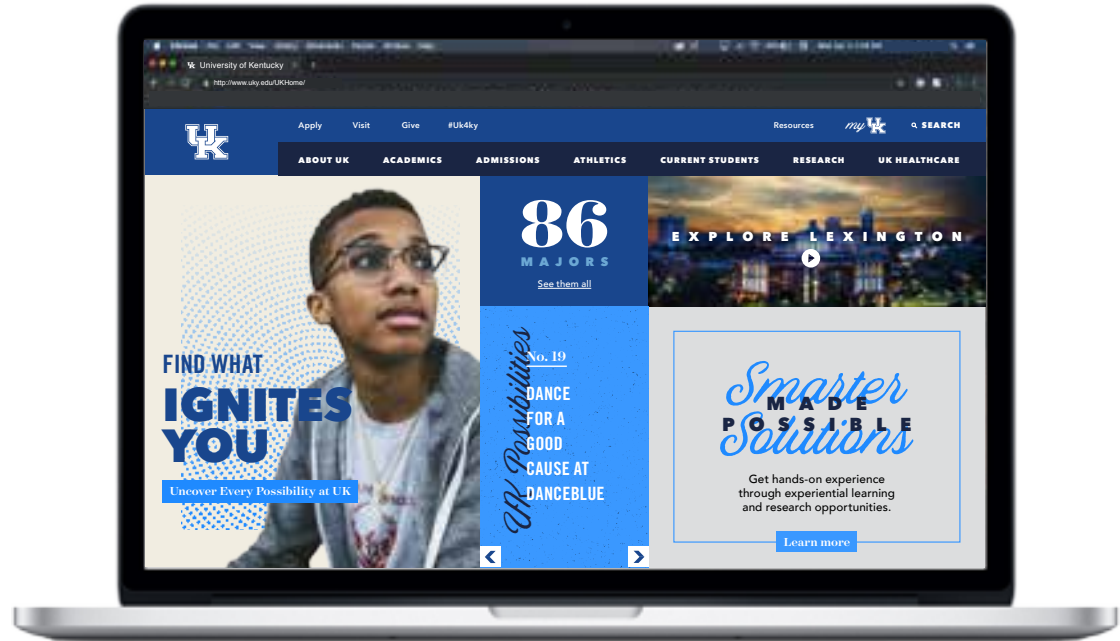 University of Kentucky
http://www.uky.edu/UKHome/
UK
Apply Visit Give #Uk4ky
Resources my UK SEARCH
ABOUT UK ACADEMICS ADMISSIONS ATHLETICS CURRENT STUDENTS RESEARCH UK HEALTHCARE
FIND WHAT
IGNITES
YOU
Uncover Every Possibility at UK
86
MAJORS
See them all
EXPLORE LEXINGTON
UK Possibilities
No. 19
DANCE
FOR A
GOOD
CAUSE AT
DANCEBLUE
Smarter
MADE
POSSIBLE
Solutions
Get hands-on experience
through experiential learning
and research opportunities.
Learn more